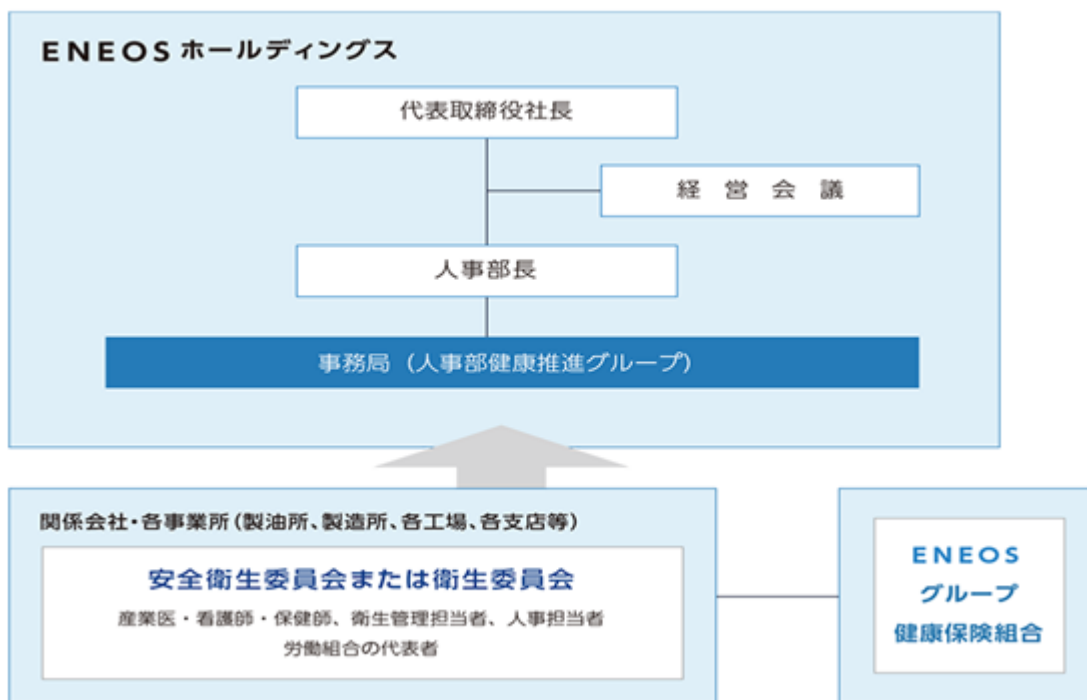 ENEOS ホールディングス
代表取締役社長
経営会議
人事部長
事務局（人事部健康推進グループ）
関係会社・各事業所（製油所、製造所、各工場、各支店等）
安全衛生委員会または衛生委員会
産業医・看護師・保健師、衛生管理担当者、人事担当者
労働組合の代表者
ENEOS
グループ
健康保険組合